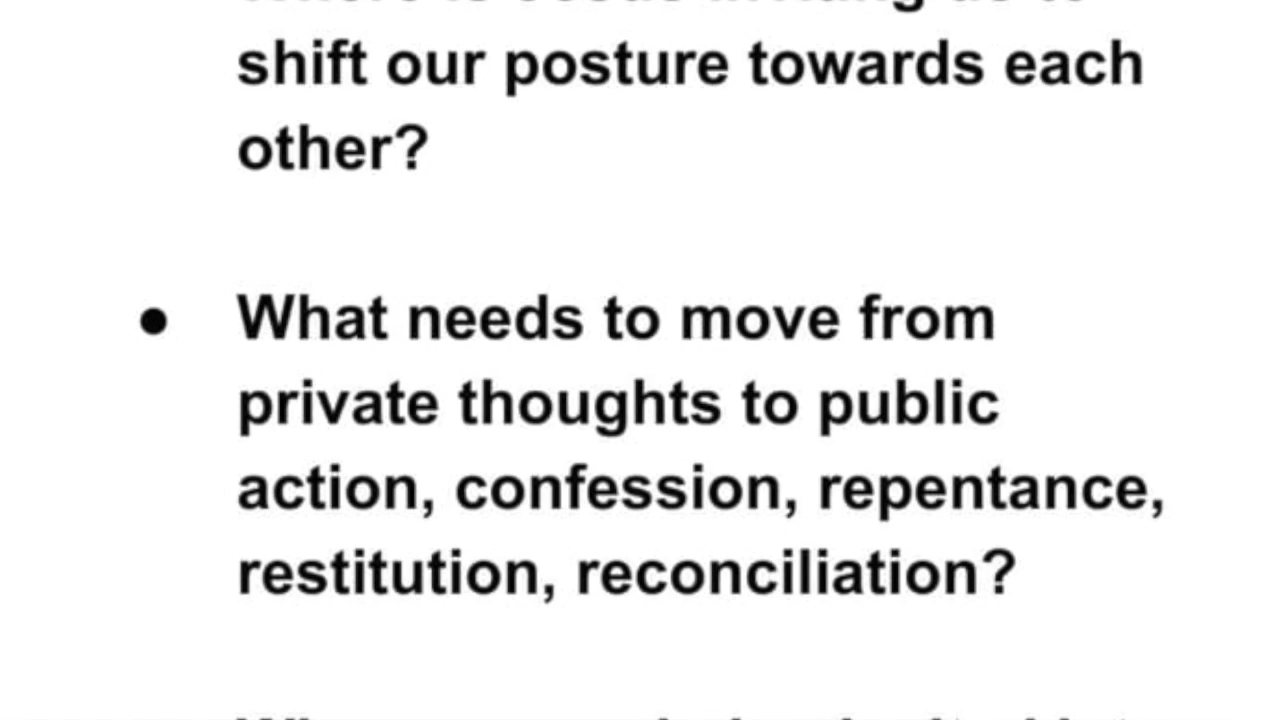 shift our posture towards each
other?
● What needs to move from
private thoughts to public
action, confession, repentance,
restitution, reconciliation?